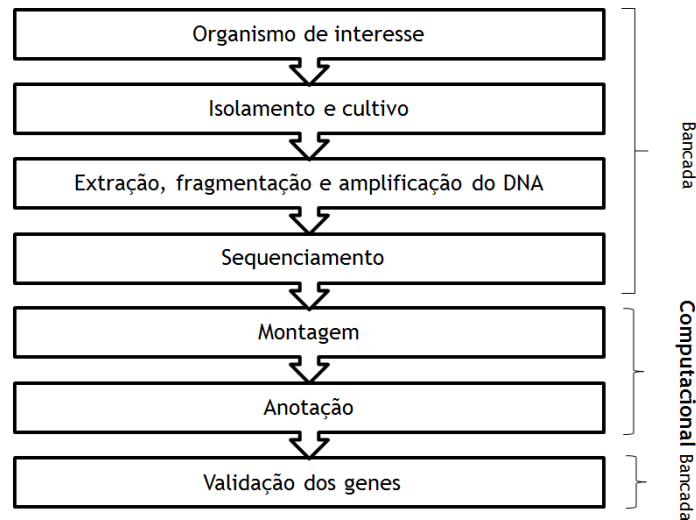 Organismo de interesse
Isolamento e cultivo
Extração, fragmentação e amplificação do DNA
Sequenciamento
Bancada
Montagem
Anotação
Computacional
Validação dos genes
Bancada